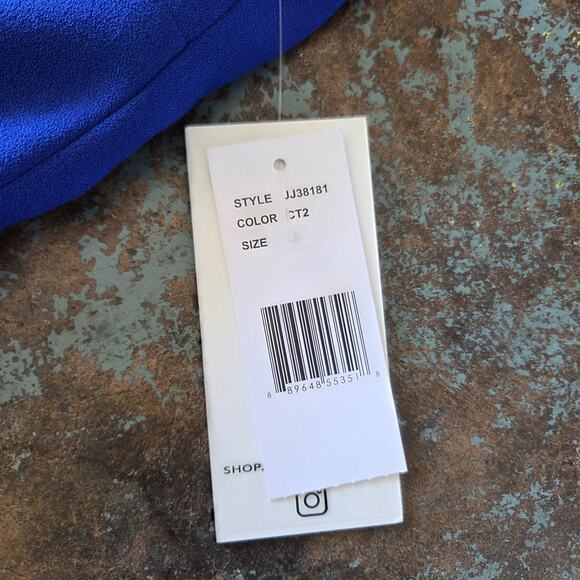 STYLE JJ38181
COLOR CT2
SIZE
8 89648 55351 8
SHOP.